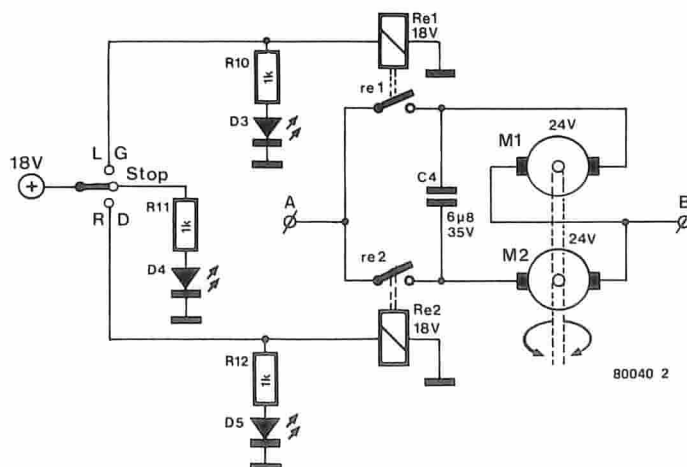 Re1
18V
R10
1k
re1
D3
M1
24V
L G
18V
Stop
A
C4
B
R D
R11
1k
6μ8
35V
24V
re2
M2
D4
Re2
18V
R12
1k
80040 2
D5